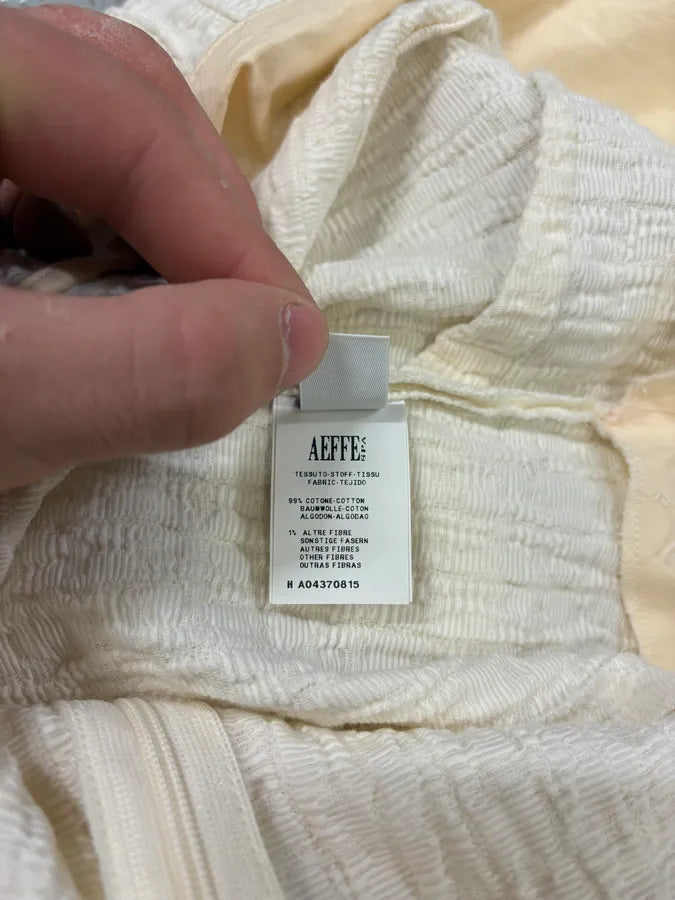 AEFFE SPA
TESSUTO-STOFF-TISSU
FABRIC-TEJIDO
99% COTONE-COTTON
BAUMWOLLE-COTON
ALGODON-ALGODAO
1% ALTRE FIBRE
SONSTIGE FASERN
AUTRES FIBRES
OTHER FIBRES
OUTRAS FIBRAS
H A04370815